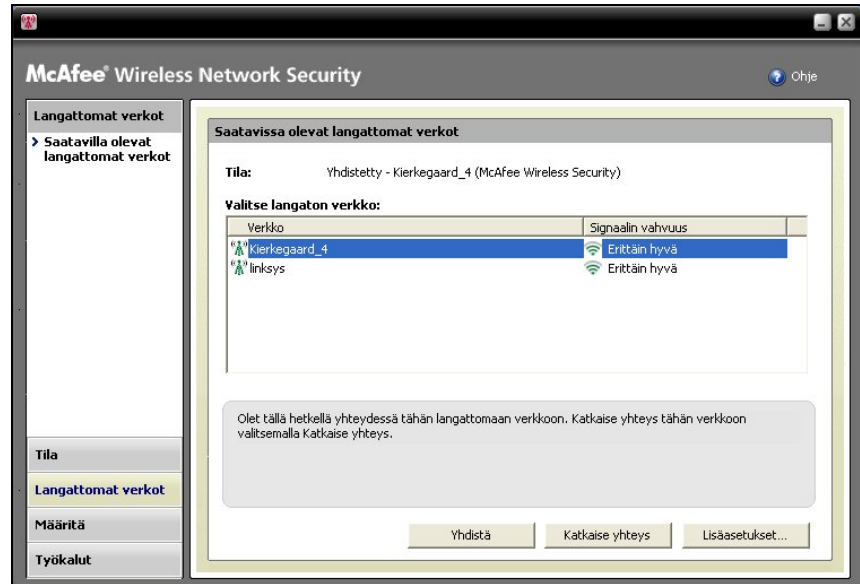 McAfee® Wireless Network Security
Ohje
Langattomat verkot
Saatavilla olevat
langattomat verkot
Saatavissa olevat langattomat verkot
Tila: Yhdistetty - Kierkegaard_4 (McAfee Wireless Security)
Valitse langaton verkko:
Verkko Signaalin vahvuus
Kierkegaard_4 Erittäin hyvä
linksys Erittäin hyvä
Olet tällä hetkellä yhteydessä tähän langattomaan verkkoon. Katkaise yhteys tähän verkkoon
valitsemalla Katkaise yhteys.
Tila
Langattomat verkot
Määritä
Työkalut
Yhdistä Katkaise yhteys Lisäasetukset...